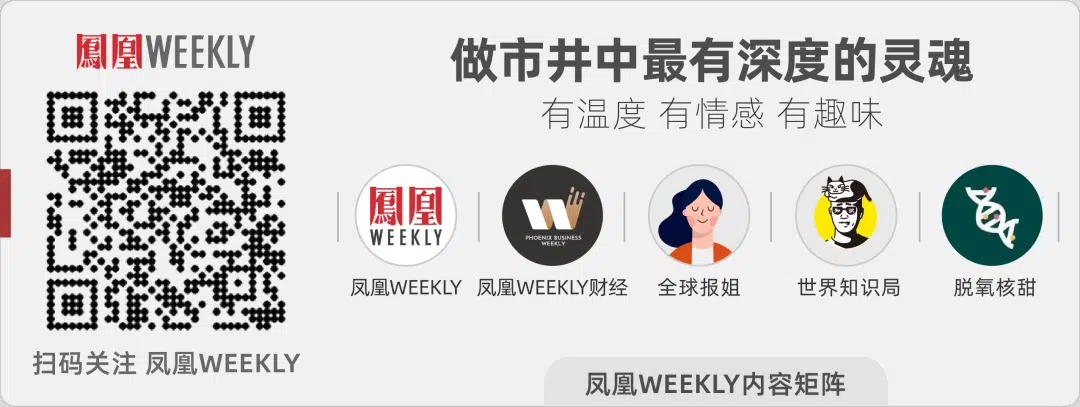 鳳凰WEEKLY
扫码关注 凤凰WEEKLY
做市井中最有深度的灵魂
有温度 有情感 有趣味
鳳凰
WEEKLY
凤凰WEEKLY
PHOENIX BUSINESS
WEEKLY
凤凰WEEKLY财经
全球报姐
世界知识局
脱氧核甜
凤凰WEEKLY内容矩阵